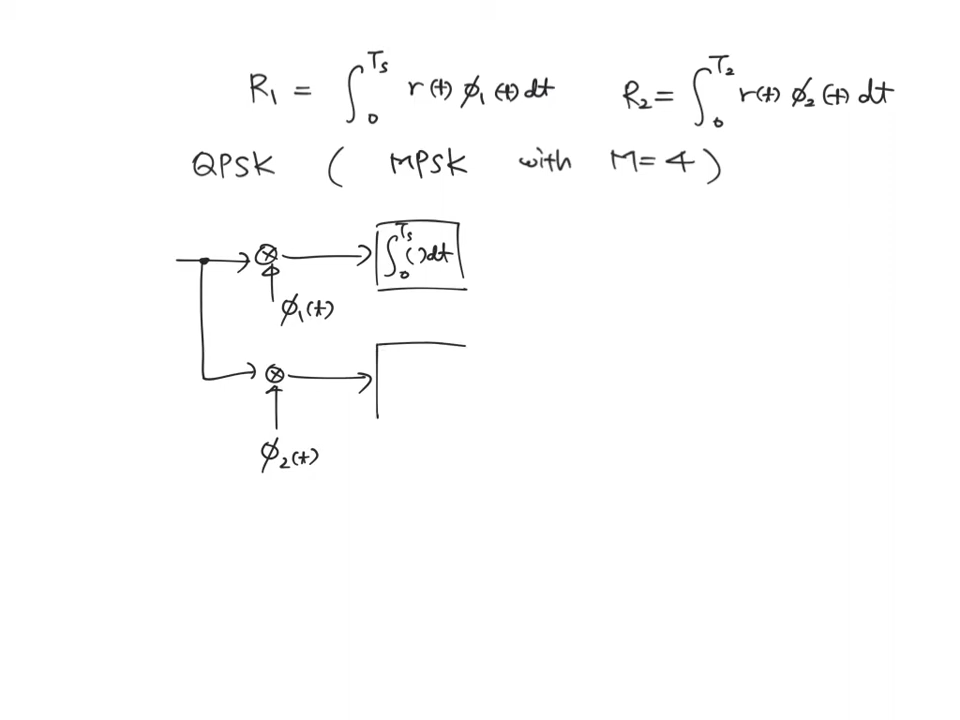 R₁ = ∫₀^Ts r(t) ϕ₁(t) dt R₂ = ∫₀^T₂ r(t) ϕ₂(t) dt
QPSK ( MPSK with M=4 )
∫₀^Ts ( ) dt
ϕ₁(t)
ϕ₂(t)